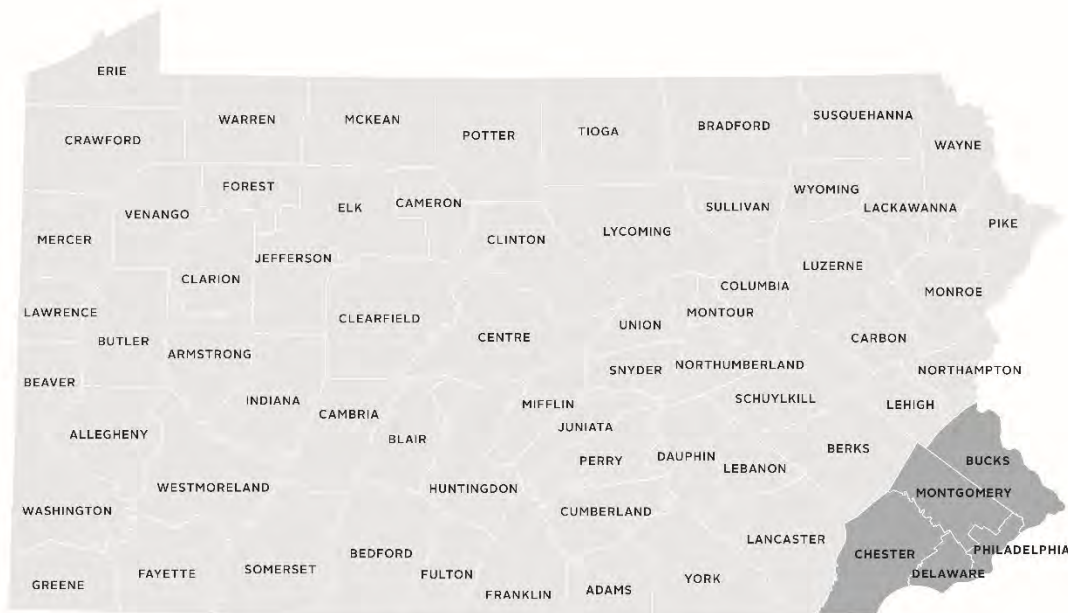 ERIE
CRAWFORD
WARREN
MCKEAN
POTTER
TIOGA
BRADFORD
SUSQUEHANNA
WAYNE
FOREST
VENANGO
ELK
CAMERON
SULLIVAN
WYOMING
LACKAWANNA
PIKE
MERCER
CLARION
JEFFERSON
CLINTON
LYCOMING
LUZERNE
COLUMBIA
MONROE
LAWRENCE
BUTLER
ARMSTRONG
CLEARFIELD
CENTRE
UNION
MONTOUR
CARBON
BEAVER
INDIANA
CAMBRIA
SNYDER
NORTHUMBERLAND
NORTHAMPTON
ALLEGHENY
BLAIR
MIFFLIN
JUNIATA
SCHUYLKILL
LEHIGH
WESTMORELAND
HUNTINGDON
PERRY
DAUPHIN
LEBANON
BERKS
BUCKS
MONTGOMERY
WASHINGTON
CUMBERLAND
LANCASTER
CHESTER
PHILADELPHIA
DELAWARE
GREENE
FAYETTE
SOMERSET
BEDFORD
FULTON
FRANKLIN
ADAMS
YORK